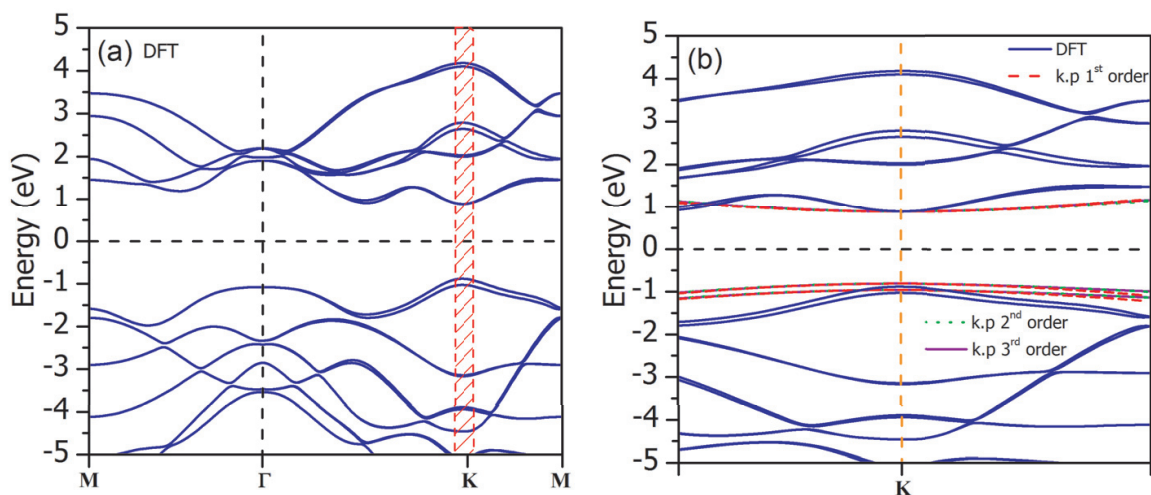 (a) DFT
Energy (eV)
5
4
3
2
1
0
-1
-2
-3
-4
-5
M Γ K M
(b)
DFT
k.p 1st order
k.p 2nd order
k.p 3rd order
Energy (eV)
5
4
3
2
1
0
-1
-2
-3
-4
-5
K